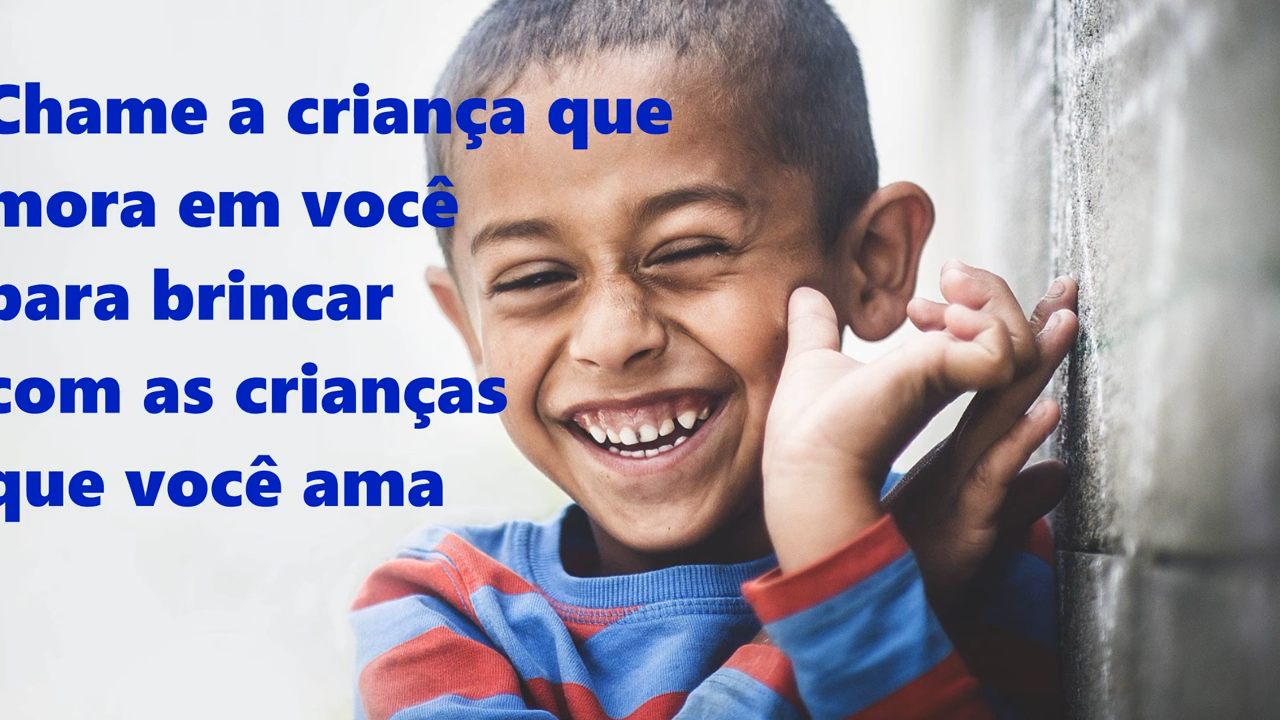 Chame a criança que
mora em você
para brincar
com as crianças
que você ama